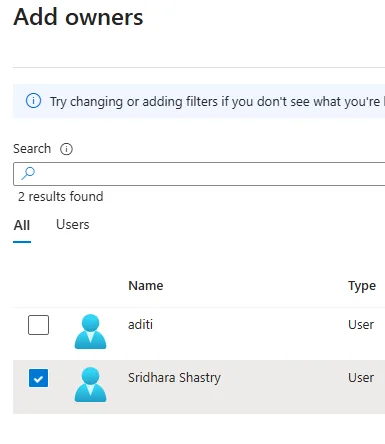 Add owners
Try changing or adding filters if you don't see what you're
Search
2 results found
All Users
Name Type
aditi User
Sridhara Shastry User